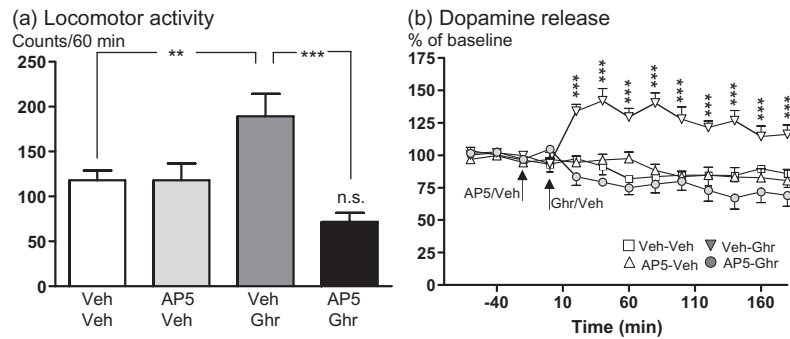 (a) Locomotor activity
Counts/60 min
** ***
250
200
150
100
50
0
n.s.
Veh AP5 Veh AP5
Veh Veh Ghr Ghr
(b) Dopamine release
% of baseline
175
150
125
100
75
50
25
0
*** *** *** *** *** *** *** *** ***
AP5/Veh
Ghr/Veh
Veh-Veh Veh-Ghr
AP5-Veh AP5-Ghr
-40 10 60 110 160
Time (min)